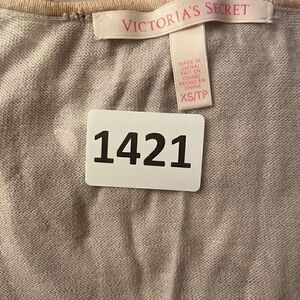 VICTORIA'S SECRET
MADE IN
CHINA/
FAIT EN
CHINE/
HECHO EN
CHINA
XS/TP
1421